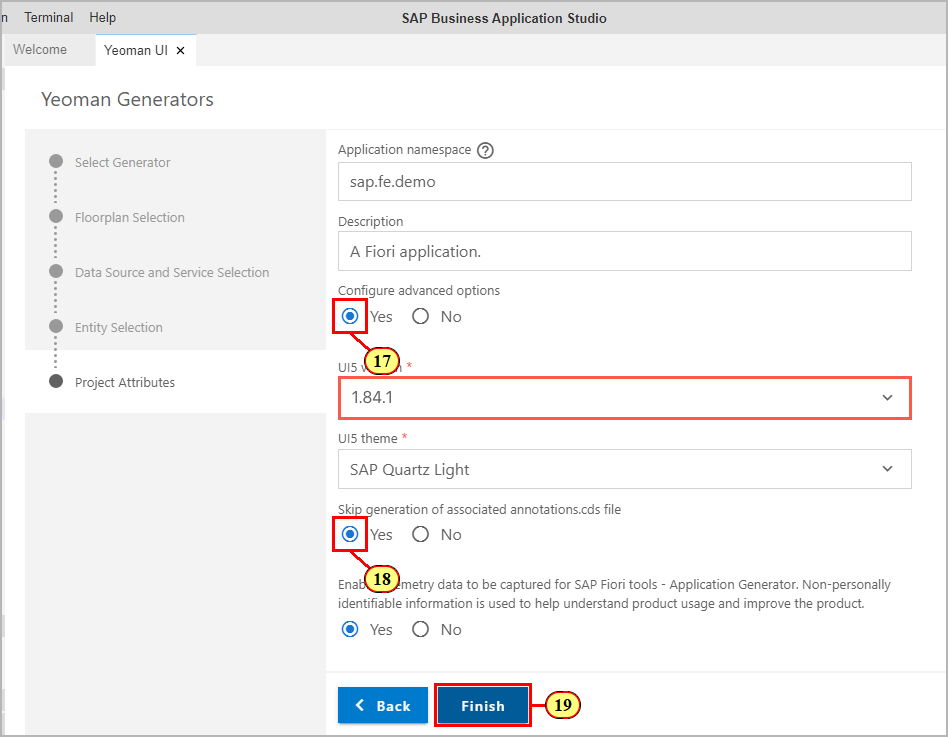 n Terminal Help SAP Business Application Studio
Welcome Yeoman UI ×
Yeoman Generators
Select Generator
Floorplan Selection
Data Source and Service Selection
Entity Selection
Project Attributes
Application namespace ?
sap.fe.demo
Description
A Fiori application.
Configure advanced options
Yes No
17
UI5 *
1.84.1
UI5 theme *
SAP Quartz Light
Skip generation of associated annotations.cds file
Yes No
18
data to be captured for SAP Fiori tools - Application Generator. Non-personally
identifiable information is used to help understand product usage and improve the product.
Yes No
Back Finish 19